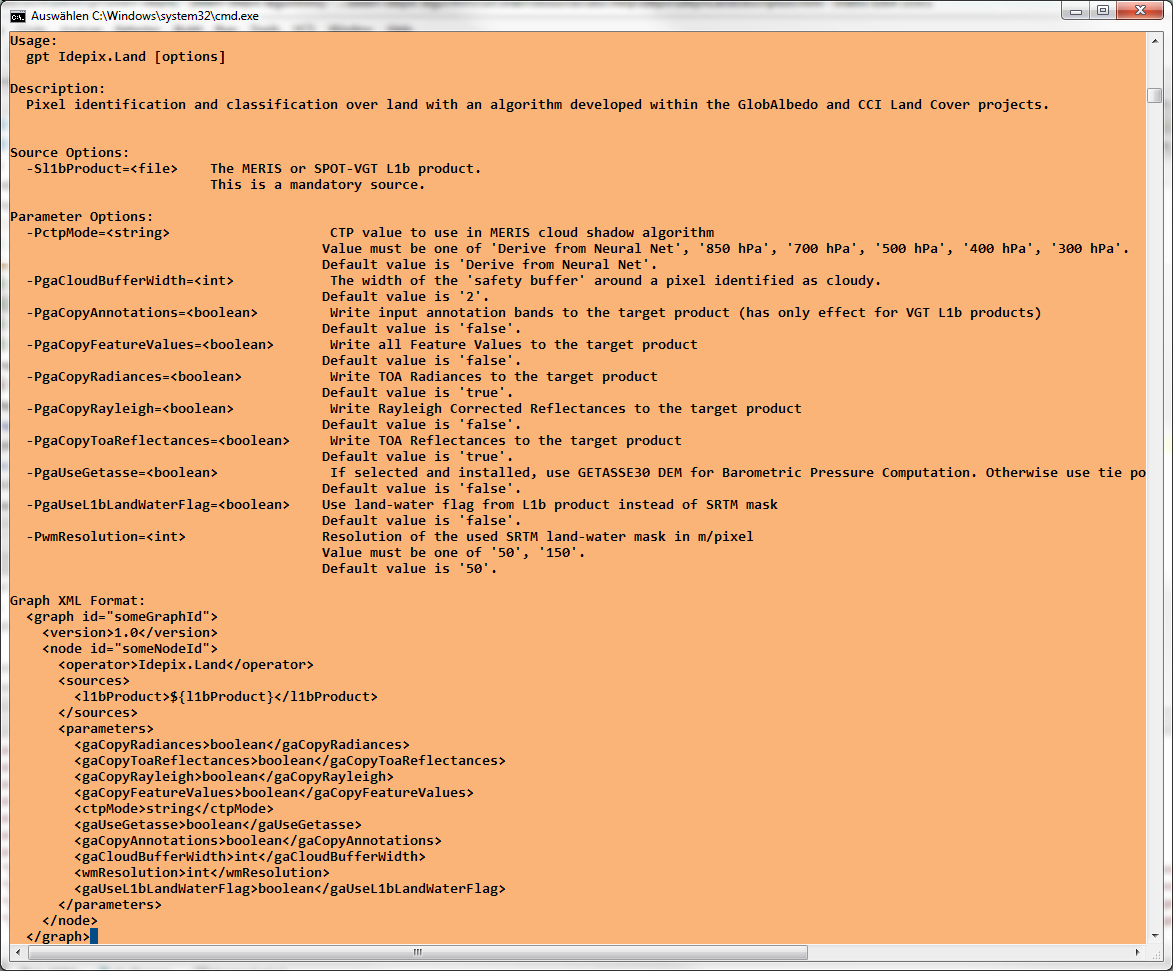 Auswählen C:\Windows\system32\cmd.exe
Usage:
  gpt Idepix.Land [options]
Description:
  Pixel identification and classification over land with an algorithm developed within the GlobAlbedo and CCI Land Cover projects.
Source Options:
  -Sl1bProduct=<file>    The MERIS or SPOT-VGT L1b product.
                         This is a mandatory source.
Parameter Options:
  -PctpMode=<string>                    CTP value to use in MERIS cloud shadow algorithm
                                       Value must be one of 'Derive from Neural Net', '850 hPa', '700 hPa', '500 hPa', '400 hPa', '300 hPa'.
                                       Default value is 'Derive from Neural Net'.
  -PgaCloudBufferWidth=<int>            The width of the 'safety buffer' around a pixel identified as cloudy.
                                       Default value is '2'.
  -PgaCopyAnnotations=<boolean>         Write input annotation bands to the target product (has only effect for VGT L1b products)
                                       Default value is 'false'.
  -PgaCopyFeatureValues=<boolean>       Write all Feature Values to the target product
                                       Default value is 'false'.
  -PgaCopyRadiances=<boolean>           Write TOA Radiances to the target product
                                       Default value is 'true'.
  -PgaCopyRayleigh=<boolean>            Write Rayleigh Corrected Reflectances to the target product
                                       Default value is 'false'.
  -PgaCopyToaReflectances=<boolean>     Write TOA Reflectances to the target product
                                       Default value is 'true'.
  -PgaUseGetasse=<boolean>              If selected and installed, use GETASSE30 DEM for Barometric Pressure Computation. Otherwise use tie po
                                       Default value is 'false'.
  -PgaUseL1bLandWaterFlag=<boolean>    Use land-water flag from L1b product instead of SRTM mask
                                       Default value is 'false'.
  -PwmResolution=<int>                 Resolution of the used SRTM land-water mask in m/pixel
                                       Value must be one of '50', '150'.
                                       Default value is '50'.
Graph XML Format:
  <graph id="someGraphId">
    <version>1.0</version>
    <node id="someNodeId">
      <operator>Idepix.Land</operator>
      <sources>
        <l1bProduct>${l1bProduct}</l1bProduct>
      </sources>
      <parameters>
        <gaCopyRadiances>boolean</gaCopyRadiances>
        <gaCopyToaReflectances>boolean</gaCopyToaReflectances>
        <gaCopyRayleigh>boolean</gaCopyRayleigh>
        <gaCopyFeatureValues>boolean</gaCopyFeatureValues>
        <ctpMode>string</ctpMode>
        <gaUseGetasse>boolean</gaUseGetasse>
        <gaCopyAnnotations>boolean</gaCopyAnnotations>
        <gaCloudBufferWidth>int</gaCloudBufferWidth>
        <wmResolution>int</wmResolution>
        <gaUseL1bLandWaterFlag>boolean</gaUseL1bLandWaterFlag>
      </parameters>
    </node>
  </graph>